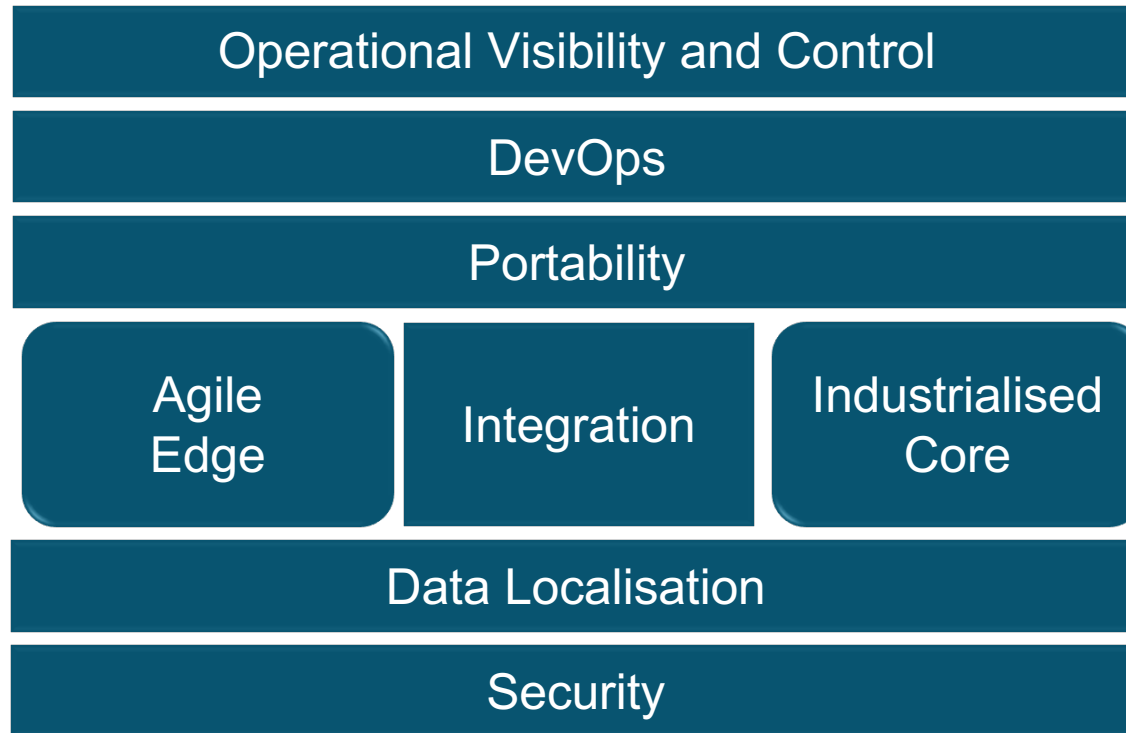 Operational Visibility and Control
DevOps
Portability
Agile
Edge
Integration
Industrialised
Core
Data Localisation
Security